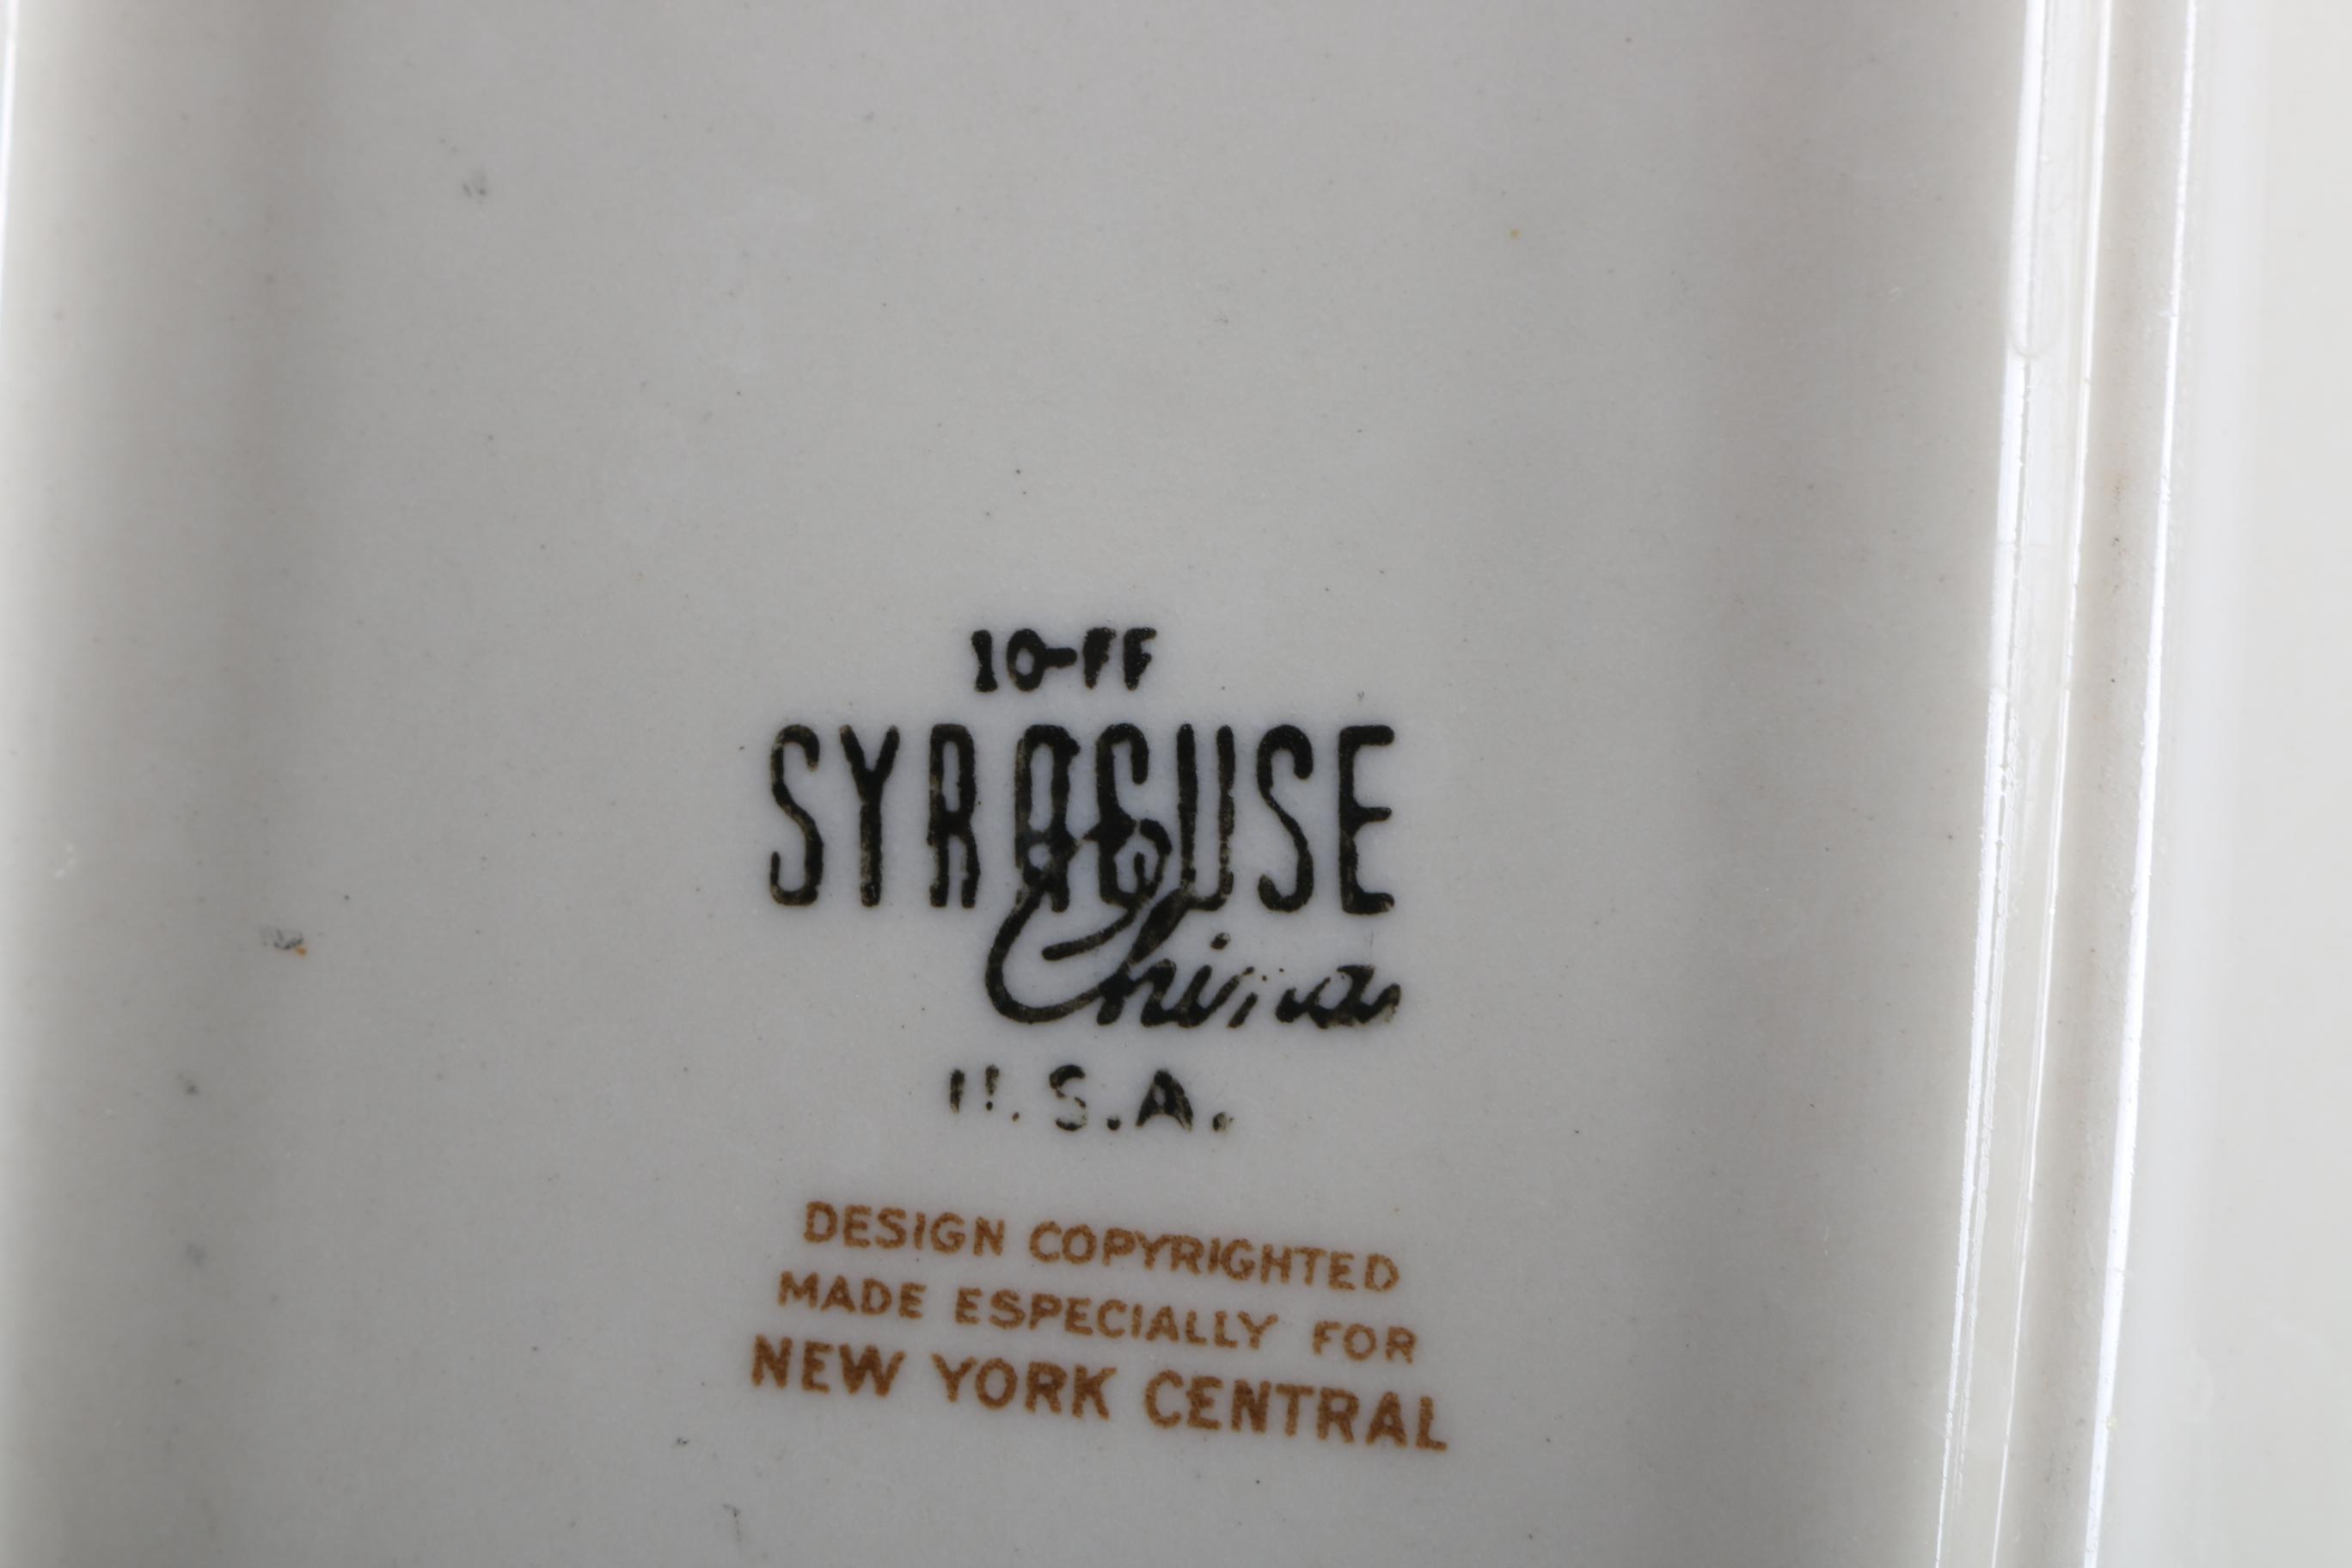 10-FF
SYRACUSE
China
U.S.A.
DESIGN COPYRIGHTED
MADE ESPECIALLY FOR
NEW YORK CENTRAL